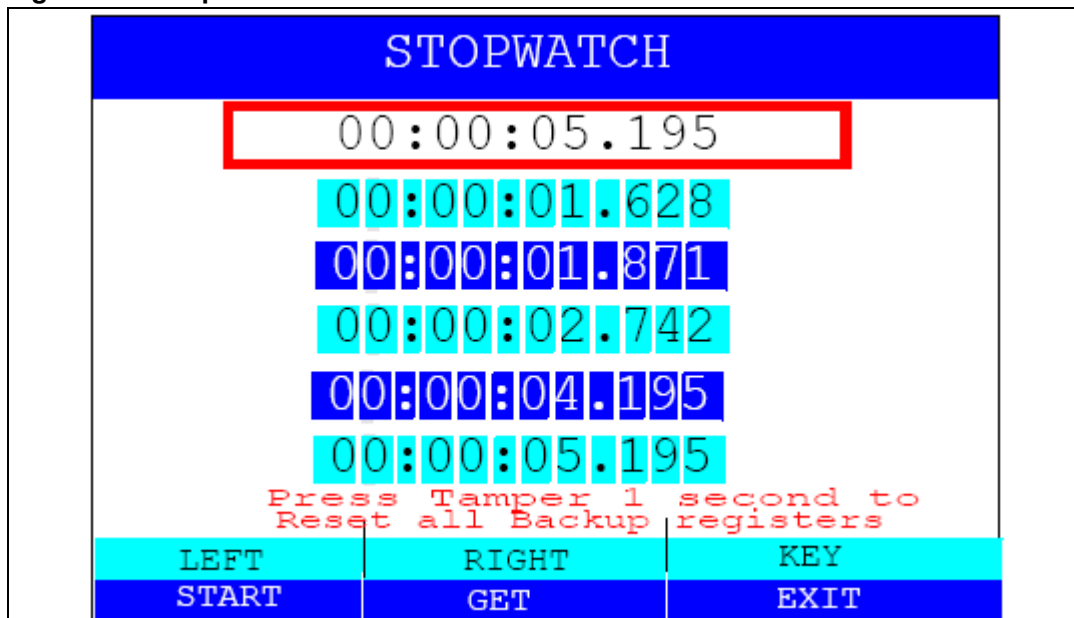 STOPWATCH
00:00:05.195
00:00:01.628
00:00:01.871
00:00:02.742
00:00:04.195
00:00:05.195
Press Tamper 1 second to
Reset all Backup registers
LEFT RIGHT KEY
START GET EXIT